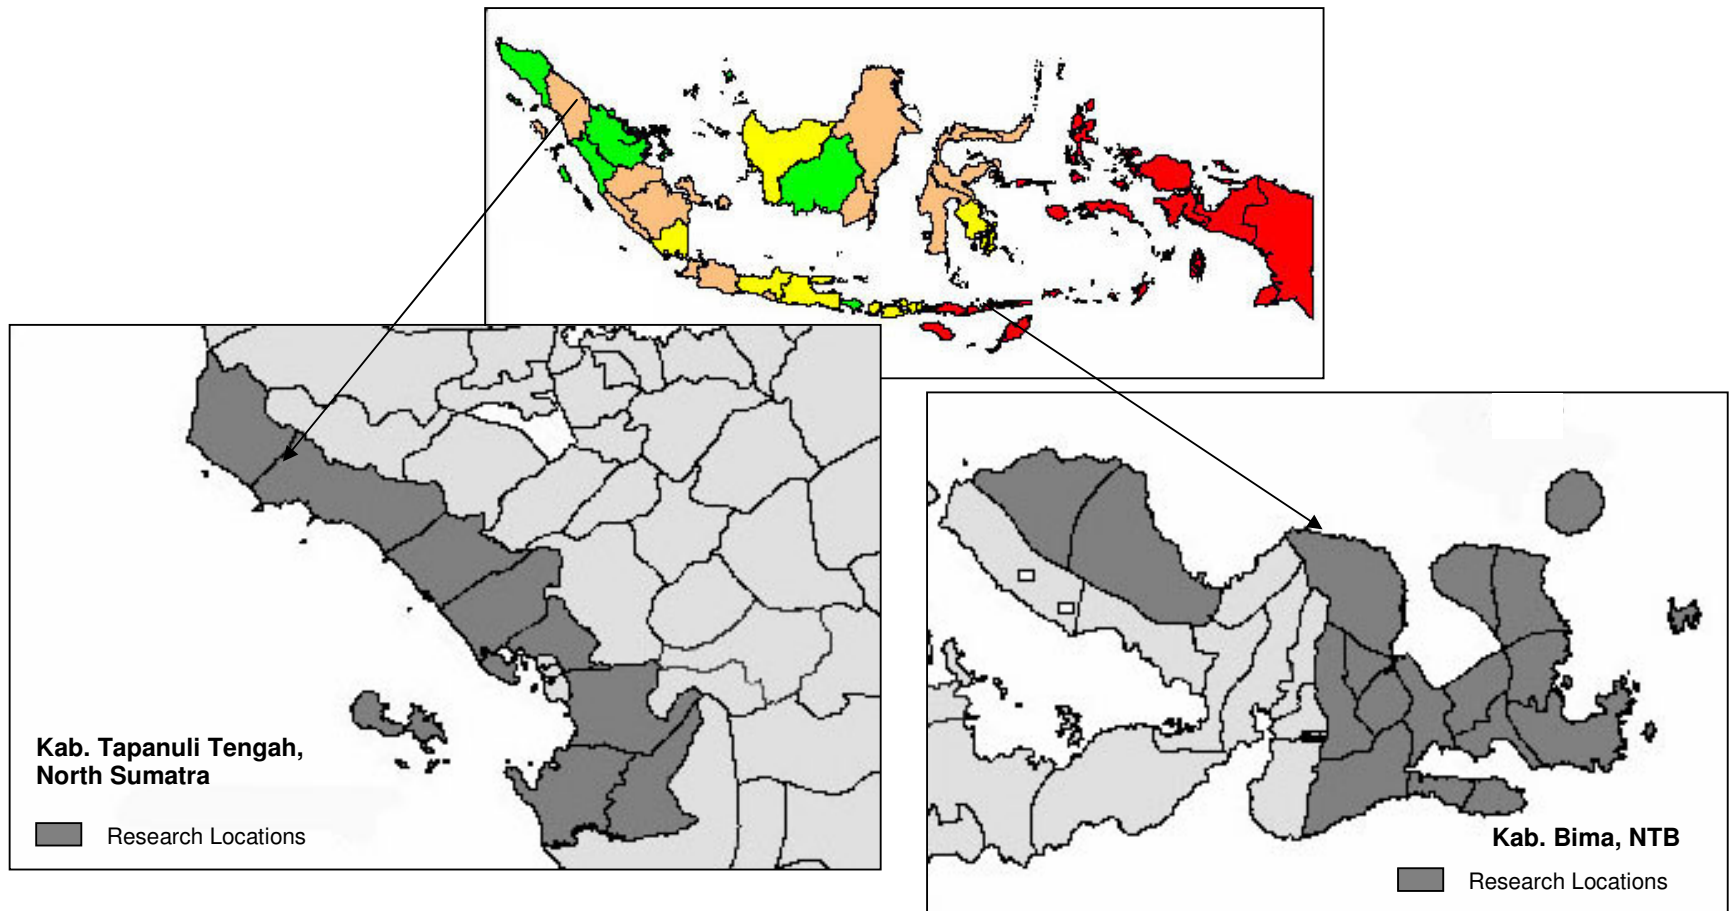 Kab. Tapanuli Tengah,
North Sumatra
Research Locations
Kab. Bima, NTB
Research Locations